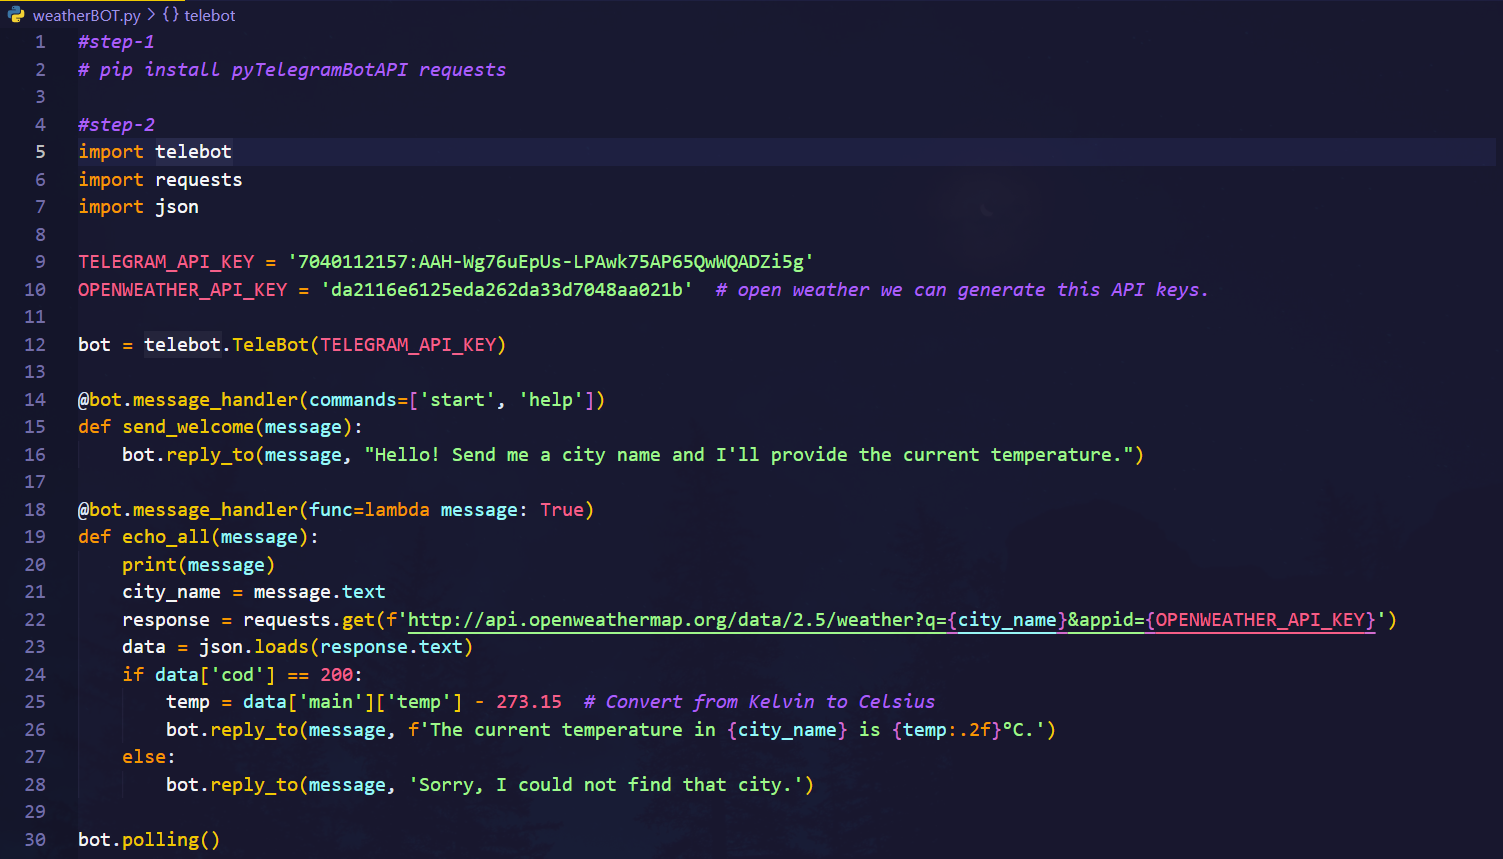 weatherBOT.py > {} telebot
1 #step-1
2 # pip install pyTelegramBotAPI requests
3
4 #step-2
5 import telebot
6 import requests
7 import json
8
9 TELEGRAM_API_KEY = '7040112157:AAH-Wg76uEpUs-LPAwk75AP65QwWQADZi5g'
10 OPENWEATHER_API_KEY = 'da2116e6125eda262da33d7048aa021b'  # open weather we can generate this API keys.
11
12 bot = telebot.TeleBot(TELEGRAM_API_KEY)
13
14 @bot.message_handler(commands=['start', 'help'])
15 def send_welcome(message):
16     bot.reply_to(message, "Hello! Send me a city name and I'll provide the current temperature.")
17
18 @bot.message_handler(func=lambda message: True)
19 def echo_all(message):
20     print(message)
21     city_name = message.text
22     response = requests.get(f'http://api.openweathermap.org/data/2.5/weather?q={city_name}&appid={OPENWEATHER_API_KEY}')
23     data = json.loads(response.text)
24     if data['cod'] == 200:
25         temp = data['main']['temp'] - 273.15  # Convert from Kelvin to Celsius
26         bot.reply_to(message, f'The current temperature in {city_name} is {temp:.2f}°C.')
27     else:
28         bot.reply_to(message, 'Sorry, I could not find that city.')
29
30 bot.polling()